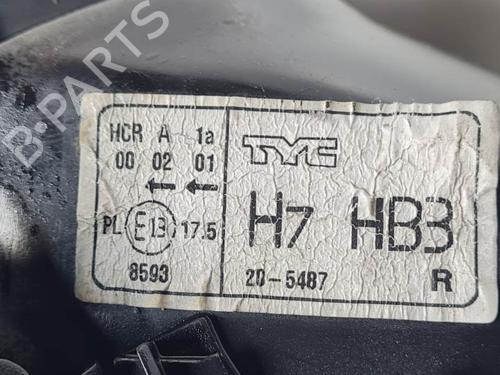 B-PARTS
HCR A 1a
00 02 01
←←
PL E13 17.5
8593
TYC
H7 HB3
20-5487 R